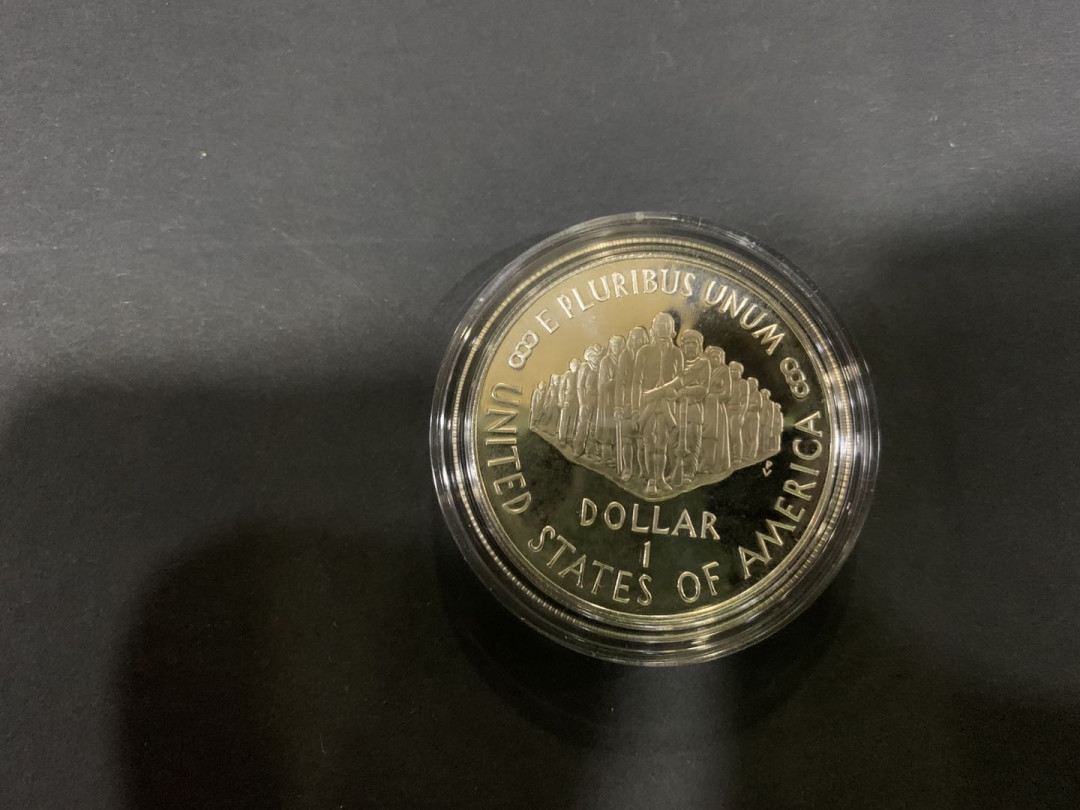 E PLURIBUS UNUM
DOLLAR
1
UNITED STATES OF AMERICA